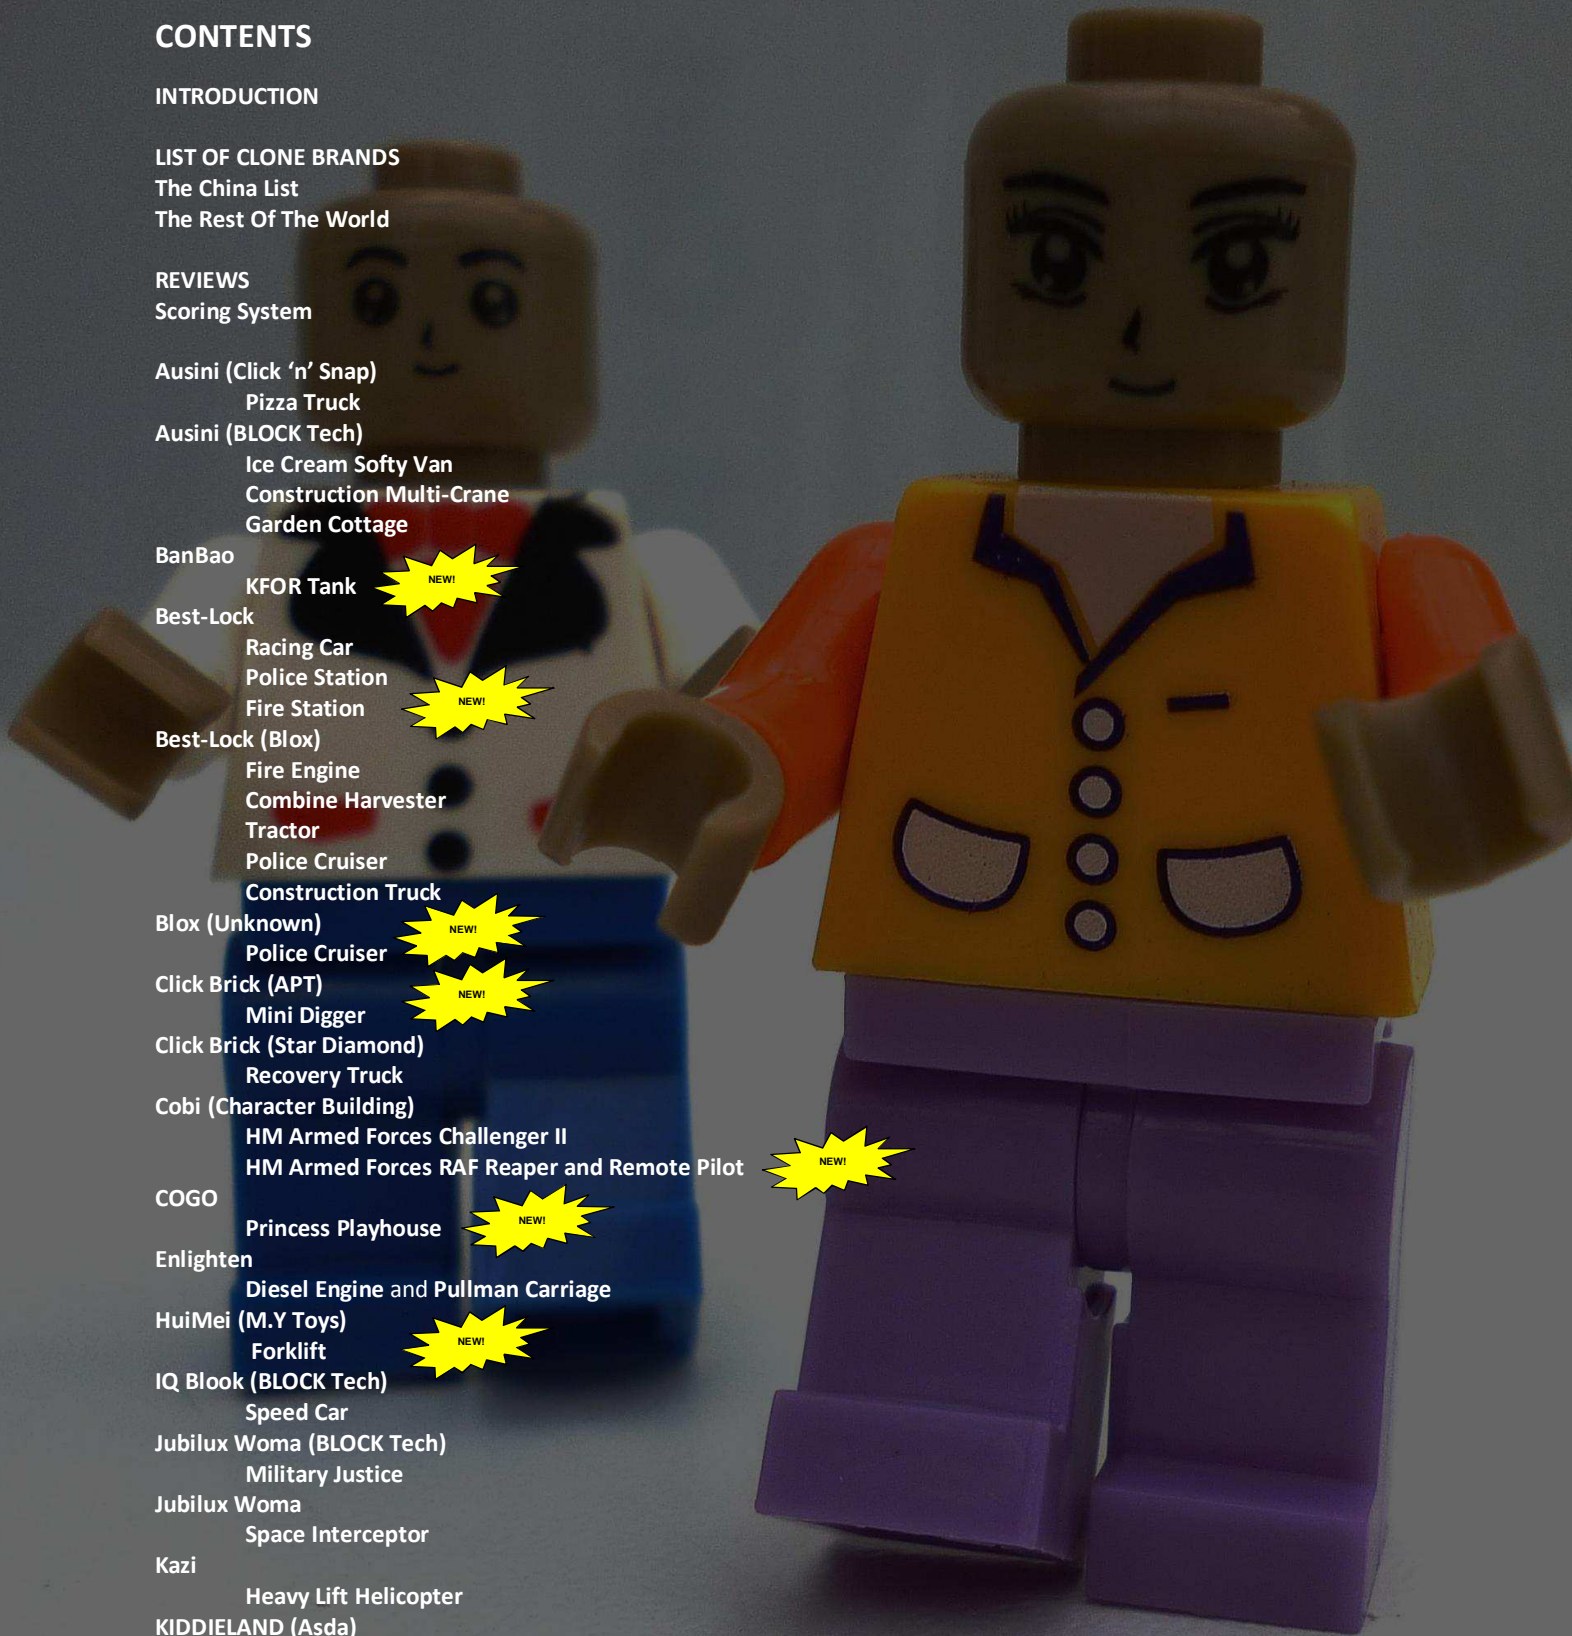 CONTENTS
INTRODUCTION
LIST OF CLONE BRANDS
The China List
The Rest Of The World
REVIEWS
Scoring System
Ausini (Click ‘n’ Snap)
Pizza Truck
Ausini (BLOCK Tech)
Ice Cream Softy Van
Construction Multi-Crane
Garden Cottage
BanBao
KFOR Tank NEW!
Best-Lock
Racing Car
Police Station
Fire Station NEW!
Best-Lock (Blox)
Fire Engine
Combine Harvester
Tractor
Police Cruiser
Construction Truck
Blox (Unknown)
Police Cruiser NEW!
Click Brick (APT)
Mini Digger NEW!
Click Brick (Star Diamond)
Recovery Truck
Cobi (Character Building)
HM Armed Forces Challenger II
HM Armed Forces RAF Reaper and Remote Pilot NEW!
COGO
Princess Playhouse NEW!
Enlighten
Diesel Engine and Pullman Carriage
HuiMei (M.Y Toys)
Forklift NEW!
IQ Blook (BLOCK Tech)
Speed Car
Jubilux Woma (BLOCK Tech)
Military Justice
Jubilux Woma
Space Interceptor
Kazi
Heavy Lift Helicopter
KIDDIELAND (Asda)